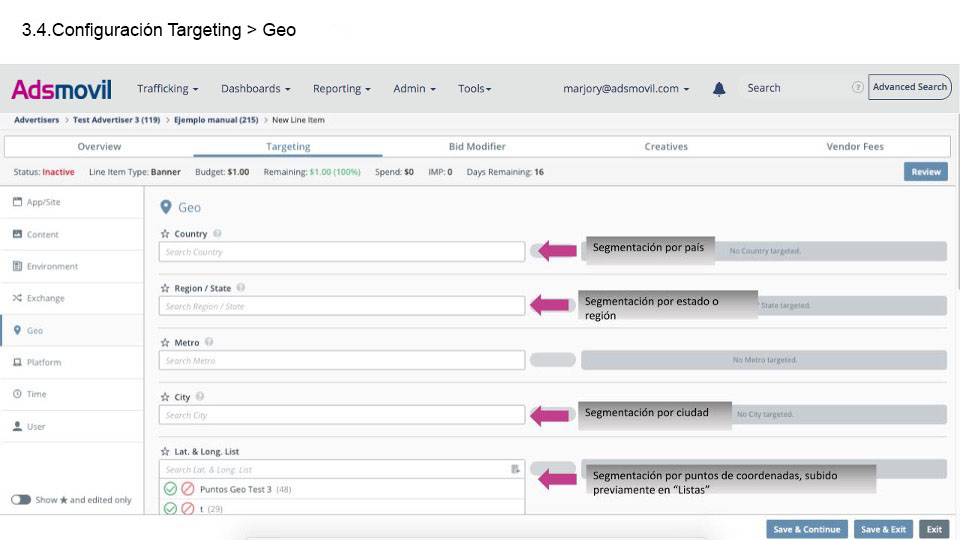 3.4.Configuración Targeting > Geo
Adsmovil
Trafficking
Dashboards
Reporting
Admin
Tools
marjory@adsmovil.com
Search
?
Advanced Search
Advertisers > Test Advertiser 3 (119) > Ejemplo manual (215) > New Line Item
Overview
Targeting
Bid Modifier
Creatives
Vendor Fees
Status: Inactive
Line Item Type: Banner
Budget: $1.00
Remaining: $1.00 (100%)
Spend: $0
IMP: 0
Days Remaining: 16
Review
App/Site
Content
Environment
Exchange
Geo
Platform
Time
User
Show ★ and edited only
Geo
Country
Search Country
Segmentación por país
No Country targeted.
Region / State
Search Region / State
Segmentación por estado o
región
State targeted.
Metro
Search Metro
No Metro targeted.
City
Search City
Segmentación por ciudad
No City targeted.
Lat. & Long. List
Search Lat. & Long. List
Segmentación por puntos de coordenadas, subido
previamente en “Listas”
Puntos Geo Test 3 (48)
t (29)
Save & Continue
Save & Exit
Exit